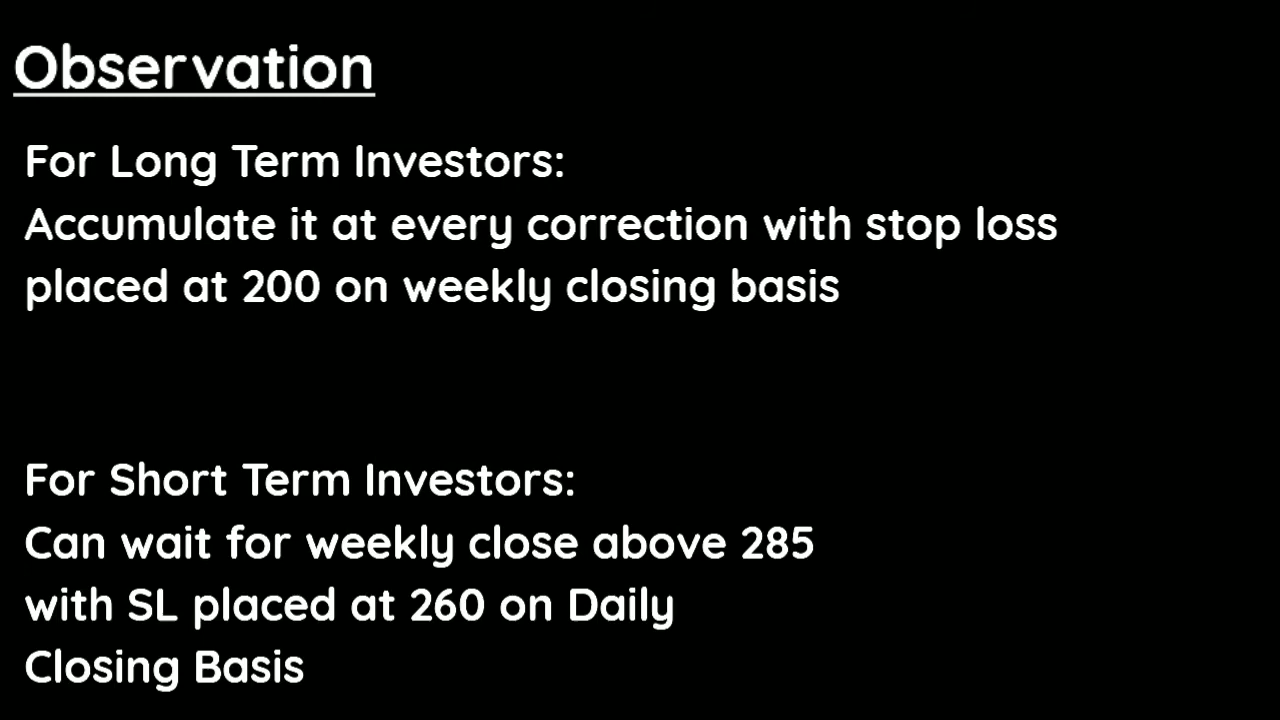 Observation
For Long Term Investors:
Accumulate it at every correction with stop loss
placed at 200 on weekly closing basis
For Short Term Investors:
Can wait for weekly close above 285
with SL placed at 260 on Daily
Closing Basis